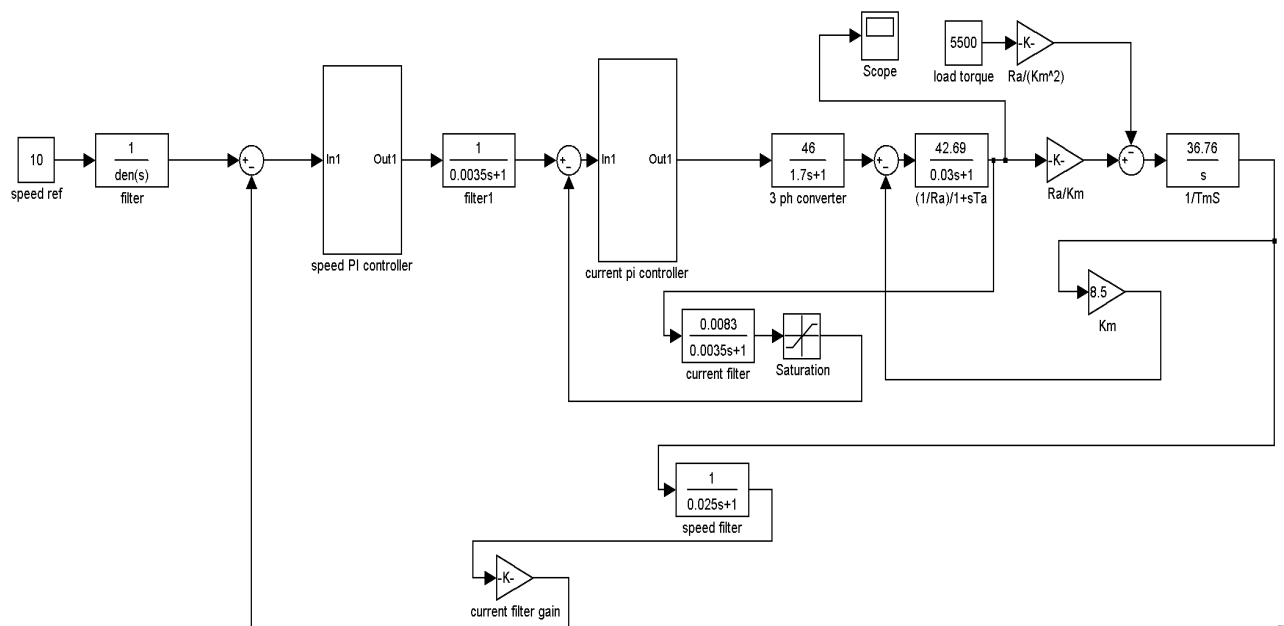 5500
-K-
Scope
load torque
Ra/(Km^2)
10
speed ref
1
den(s)
filter
+
−
In1
Out1
speed PI controller
1
0.0035s+1
filter1
+
−
In1
Out1
current pi controller
46
1.7s+1
3 ph converter
+
−
42.69
0.03s+1
(1/Ra)/1+sTa
-K-
Ra/Km
−
+
36.76
s
1/TmS
8.5
Km
0.0083
0.0035s+1
current filter
Saturation
1
0.025s+1
speed filter
-K-
current filter gain